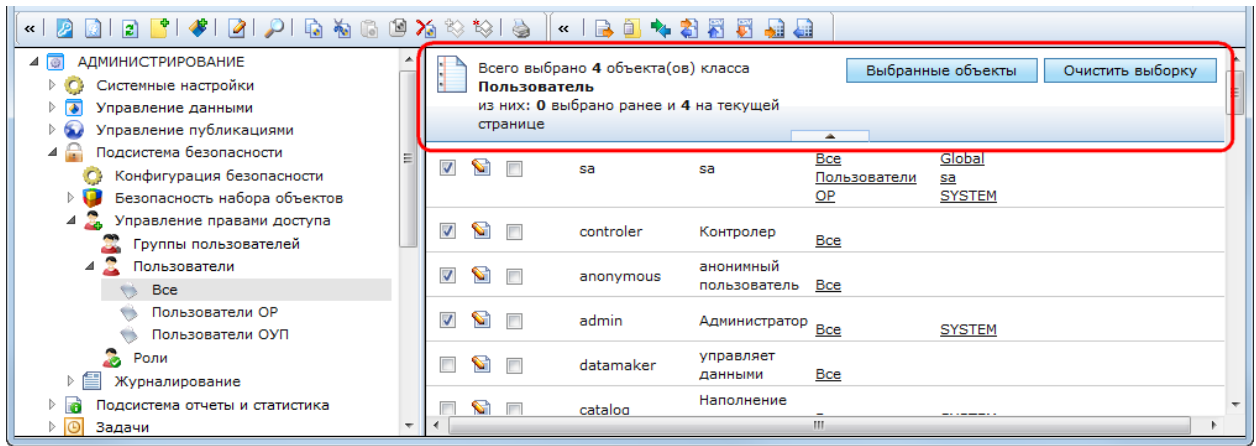 АДМИНИСТРИРОВАНИЕ
Системные настройки
Управление данными
Управление публикациями
Подсистема безопасности
Конфигурация безопасности
Безопасность набора объектов
Управление правами доступа
Группы пользователей
Пользователи
Все
Пользователи ОР
Пользователи ОУП
Роли
Журналирование
Подсистема отчеты и статистика
Задачи
Всего выбрано 4 объекта(ов) класса
Пользователь
из них: 0 выбрано ранее и 4 на текущей
странице
Выбранные объекты Очистить выборку
sa sa Все Global
Пользователи sa
ОР SYSTEM
controler Контролер Все
анонимный
anonymous пользователь Все
admin Администратор Все SYSTEM
управляет
datamaker данными Все
Наполнение
catalog